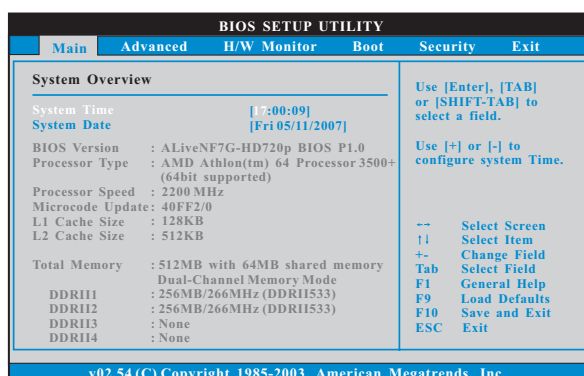 BIOS SETUP UTILITY
Main Advanced H/W Monitor Boot Security Exit
System Overview
System Time [17:00:09]
System Date [Fri 05/11/2007]
BIOS Version : ALiveNF7G-HD720p BIOS P1.0
Processor Type : AMD Athlon(tm) 64 Processor 3500+
(64bit supported)
Processor Speed : 2200 MHz
Microcode Update : 40FF2/0
L1 Cache Size : 128KB
L2 Cache Size : 512KB
Total Memory : 512MB with 64MB shared memory
Dual-Channel Memory Mode
DDRII1 : 256MB/266MHz (DDRII533)
DDRII2 : 256MB/266MHz (DDRII533)
DDRII3 : None
DDRII4 : None
Use [Enter], [TAB]
or [SHIFT-TAB] to
select a field.
Use [+] or [-] to
configure system Time.
←→ Select Screen
↑↓ Select Item
+- Change Field
Tab Select Field
F1 General Help
F9 Load Defaults
F10 Save and Exit
ESC Exit
v02.54 (C) Copyright 1985-2003, American Megatrends, Inc.